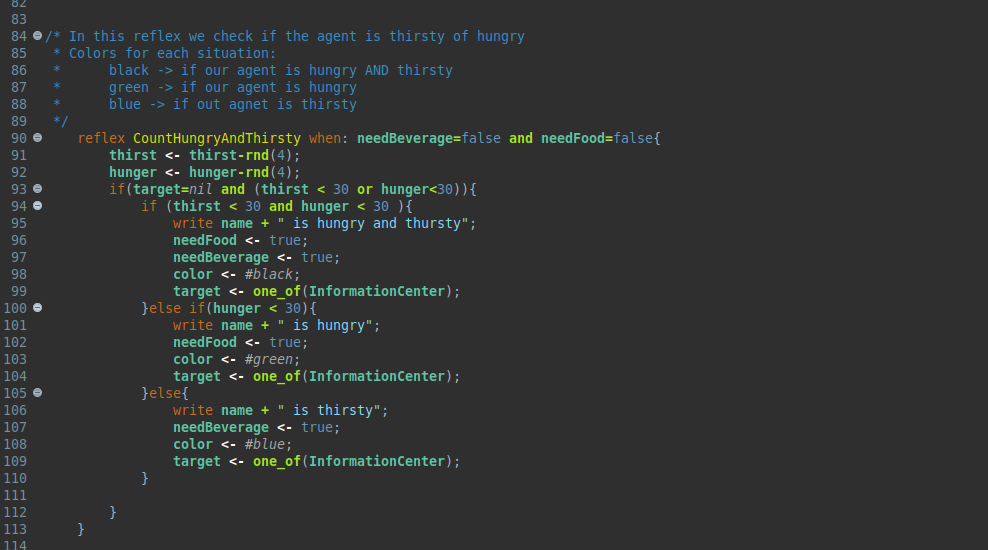 82
83
84 /* In this reflex we check if the agent is thirsty of hungry
85  * Colors for each situation:
86  *      black -> if our agent is hungry AND thirsty
87  *      green -> if our agent is hungry
88  *      blue -> if out agnet is thirsty
89  */
90     reflex CountHungryAndThirsty when: needBeverage=false and needFood=false{
91         thirst <- thirst-rnd(4);
92         hunger <- hunger-rnd(4);
93         if(target=nil and (thirst < 30 or hunger<30)){
94             if (thirst < 30 and hunger < 30 ){
95                 write name + " is hungry and thursty";
96                 needFood <- true;
97                 needBeverage <- true;
98                 color <- #black;
99                 target <- one_of(InformationCenter);
100             }else if(hunger < 30){
101                 write name + " is hungry";
102                 needFood <- true;
103                 color <- #green;
104                 target <- one_of(InformationCenter);
105             }else{
106                 write name + " is thirsty";
107                 needBeverage <- true;
108                 color <- #blue;
109                 target <- one_of(InformationCenter);
110             }
111
112         }
113     }
114